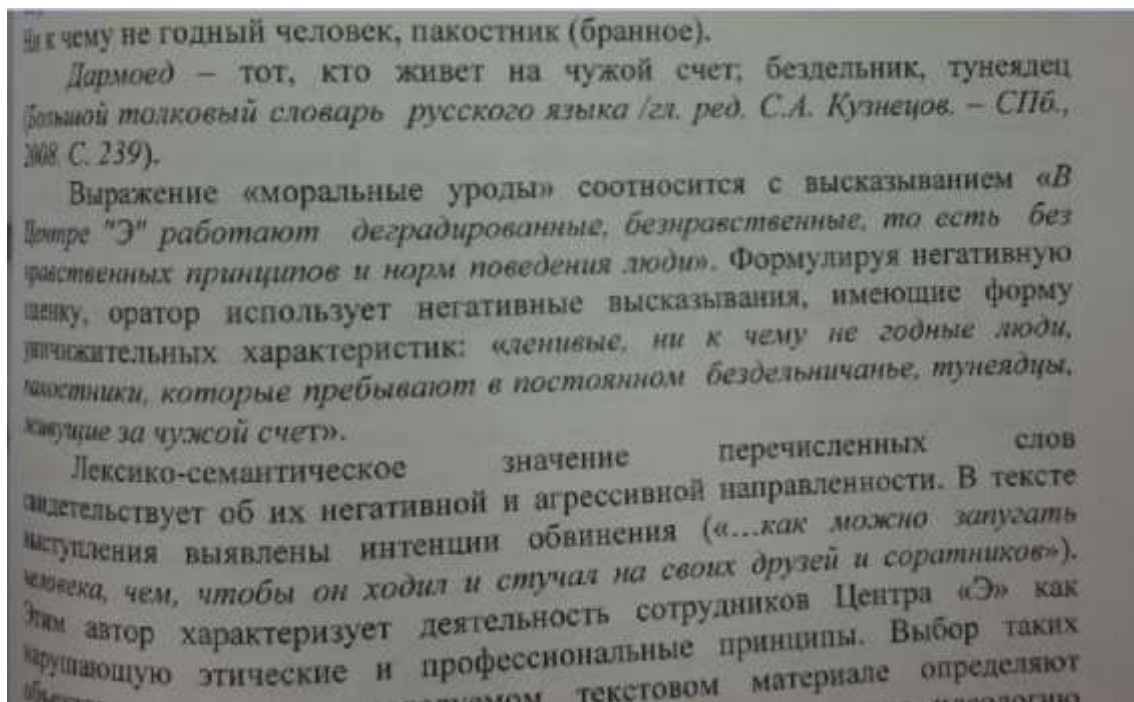 Ни к чему не годный человек, пакостник (бранное).
Дармоед – тот, кто живет на чужой счет; бездельник, тунеядец
(Большой толковый словарь русского языка /гл. ред. С.А. Кузнецов. – СПб.,
2008. С. 239).
Выражение «моральные уроды» соотносится с высказыванием «В
Центре "Э" работают деградированные, безнравственные, то есть без
нравственных принципов и норм поведения люди». Формулируя негативную
оценку, оратор использует негативные высказывания, имеющие форму
уничижительных характеристик: «ленивые, ни к чему не годные люди,
пакостники, которые пребывают в постоянном бездельничанье, тунеядцы,
живущие за чужой счет».
Лексико-семантическое значение перечисленных слов
свидетельствует об их негативной и агрессивной направленности. В тексте
выступления выявлены интенции обвинения («…как можно запугать
человека, чем, чтобы он ходил и стучал на своих друзей и соратников»).
Этим автор характеризует деятельность сотрудников Центра «Э» как
нарушающую этические и профессиональные принципы. Выбор таких
текстовом материале определяют